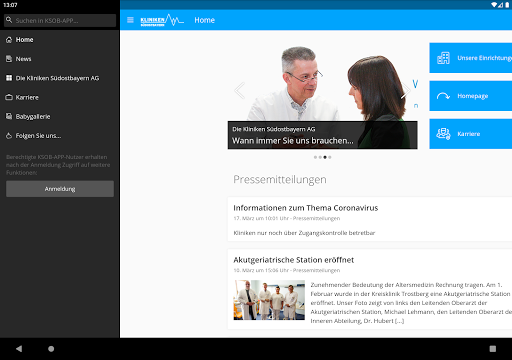 13:07
Suchen in KSOB-APP...
Home
News
Die Kliniken Südostbayern AG
Karriere
Babygallerie
Folgen Sie uns...
Berechtigte KSOB-APP-Nutzer erhalten
nach der Anmeldung Zugriff auf weitere
Funktionen:
Anmeldung
KLINIKEN
SÜDOSTBAYERN
Home
Die Kliniken Südostbayern AG
Wann immer Sie uns brauchen...
Unsere Einrichtunge
Homepage
Karriere
Pressemitteilungen
Informationen zum Thema Coronavirus
17. März um 10:01 Uhr - Pressemitteilungen
Kliniken nur noch über Zugangskontrolle betretbar
Akutgeriatrische Station eröffnet
10. März um 15:06 Uhr - Pressemitteilungen
Zunehmender Bedeutung der Altersmedizin Rechnung tragen. Am 1.
Februar wurde in der Kreisklinik Trostberg eine Akutgeriatrische Station
eröffnet. Unser Foto zeigt von links den Leitenden Oberarzt der
Akutgeriatrischen Station, Michael Lehmann, den Leitenden Oberarzt der
Inneren Abteilung, Dr. Hubert [...]